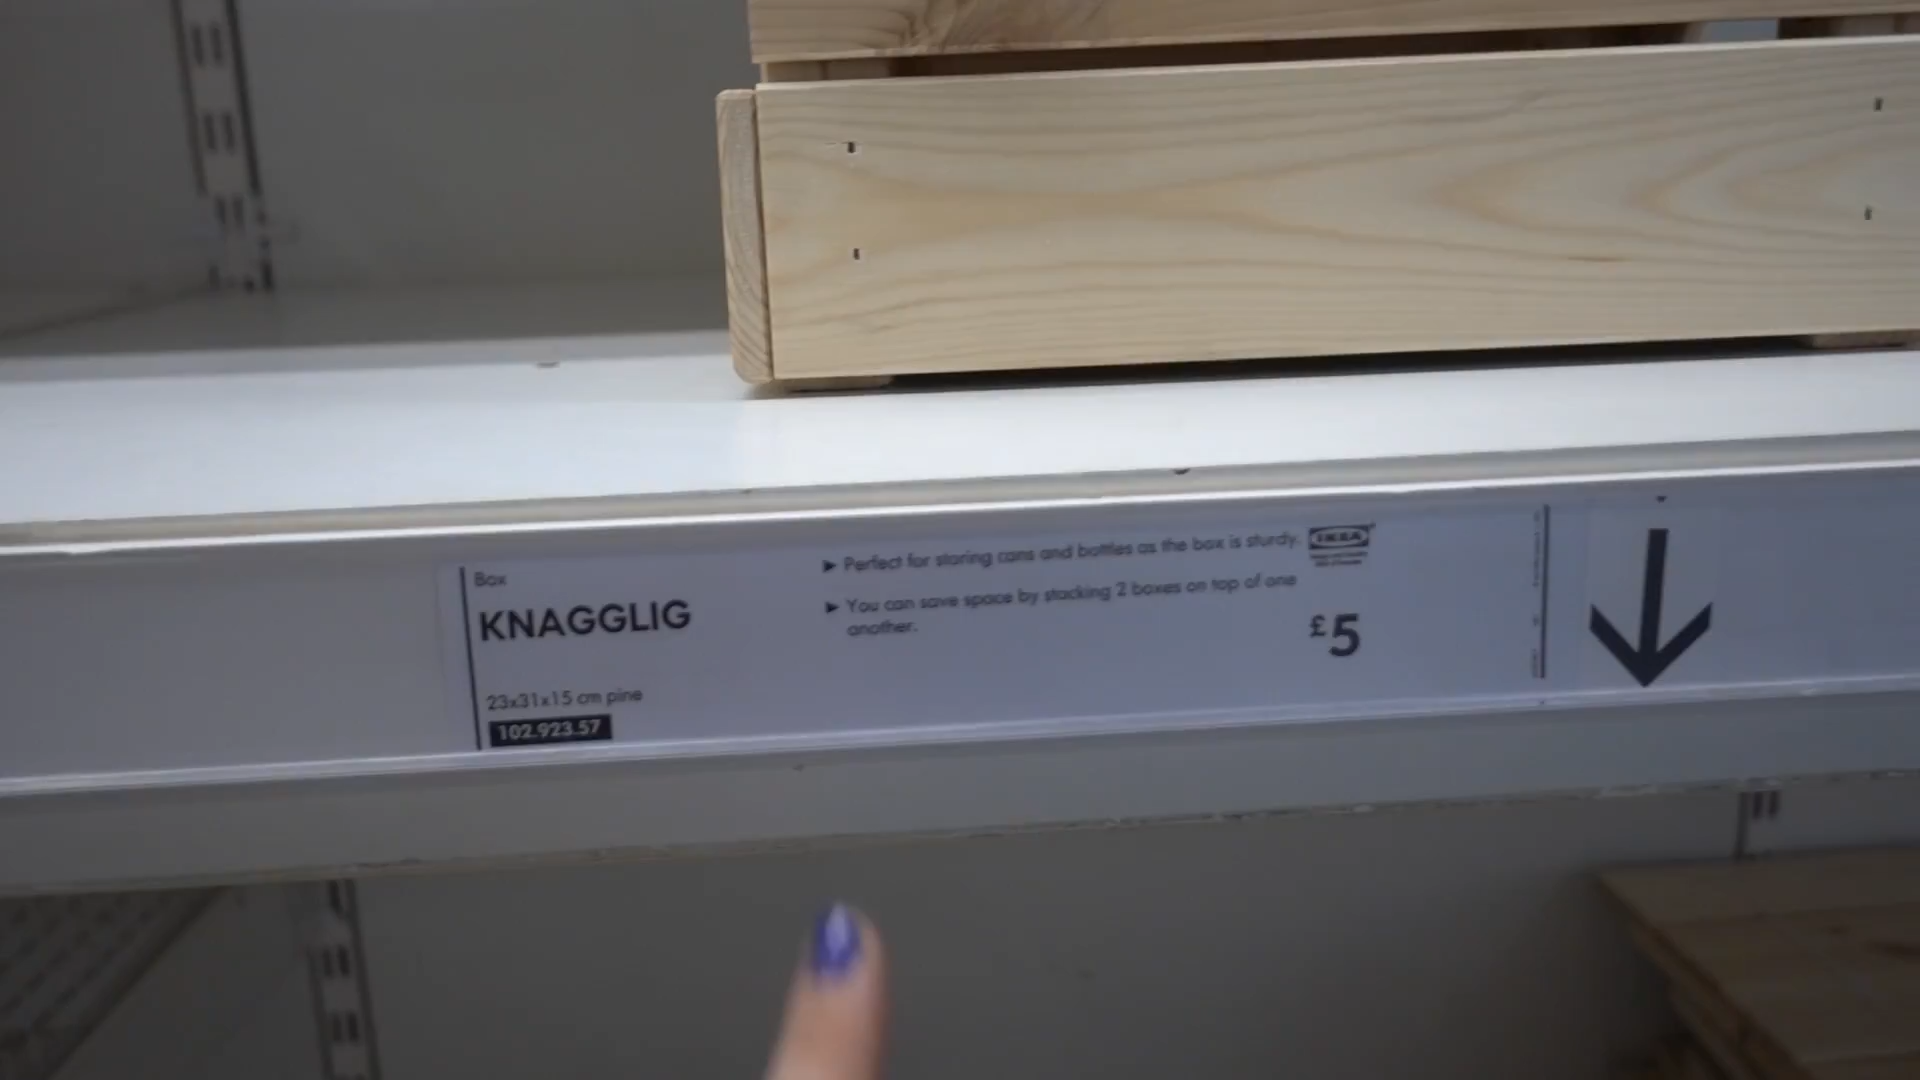 Box
KNAGGLIG
23x31x15 cm pine
102.923.57
► Perfect for storing cans and bottles as the box is sturdy.
► You can save space by stacking 2 boxes on top of one
another.
IKEA
£5